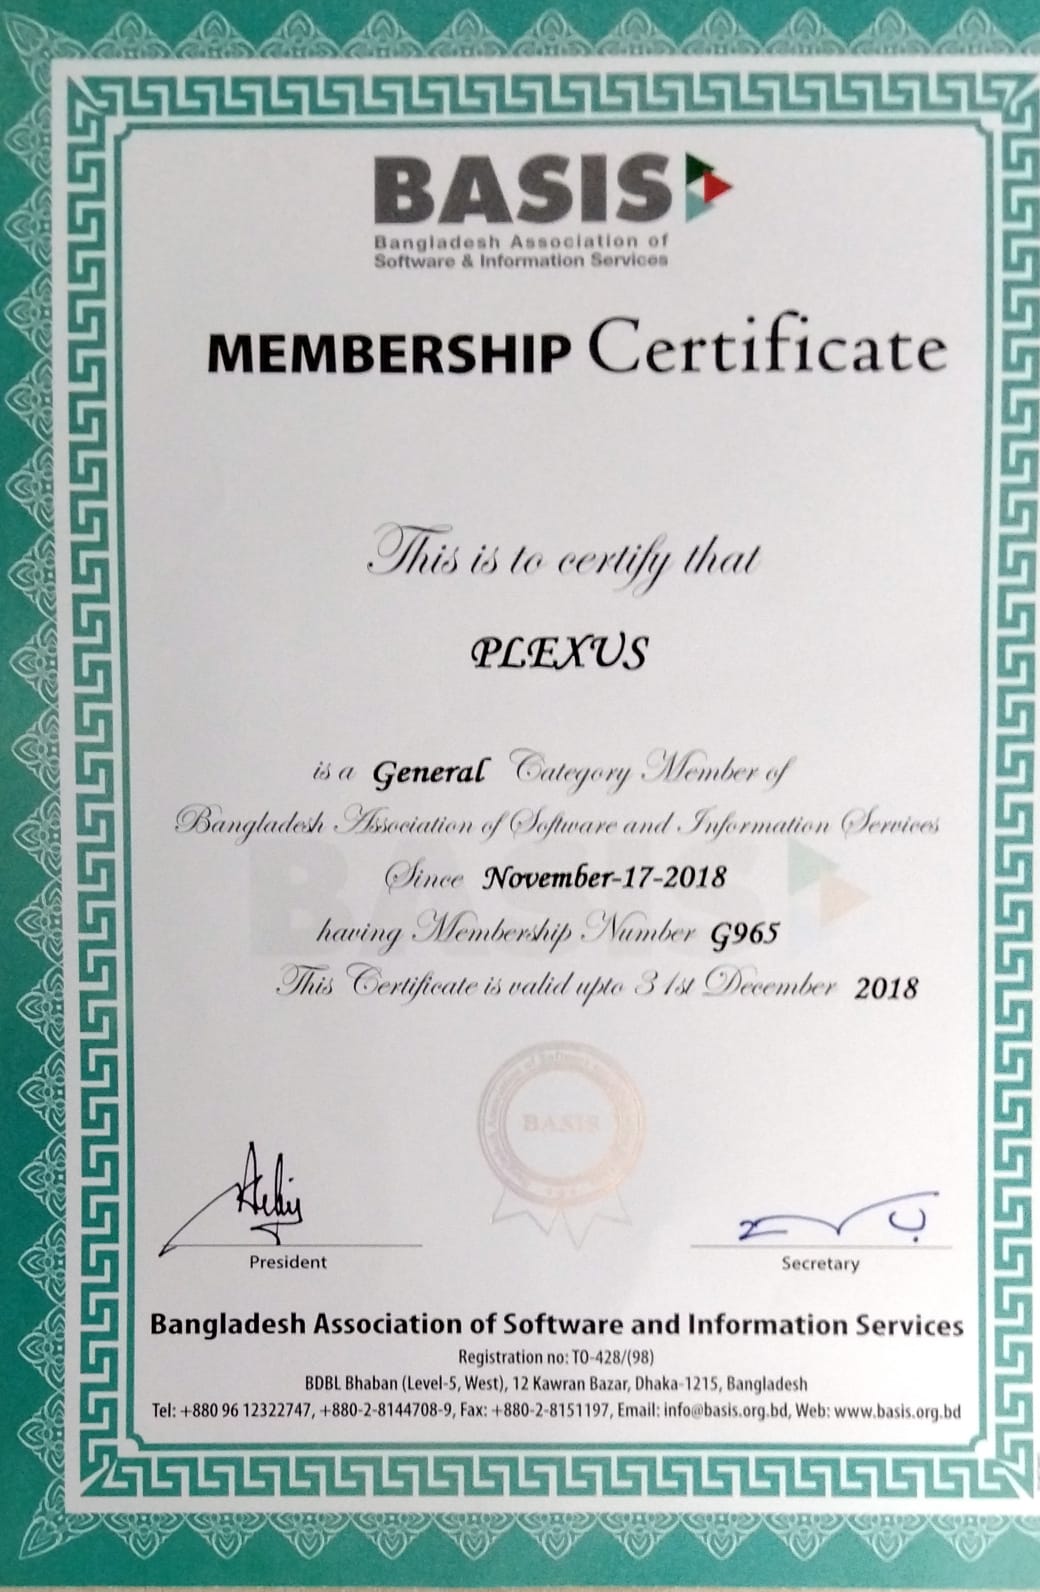 BASIS
Bangladesh Association of
Software & Information Services
MEMBERSHIP Certificate
This is to certify that
PLEXUS
is a General Category Member of
Bangladesh Association of Software and Information Services
Since November-17-2018
having Membership Number G965
This Certificate is valid upto 31st December 2018
BASIS
President
Secretary
Bangladesh Association of Software and Information Services
Registration no: TO-428/(98)
BDBL Bhaban (Level-5, West), 12 Kawran Bazar, Dhaka-1215, Bangladesh
Tel: +880 96 12322747, +880-2-8144708-9, Fax: +880-2-8151197, Email: info@basis.org.bd, Web: www.basis.org.bd